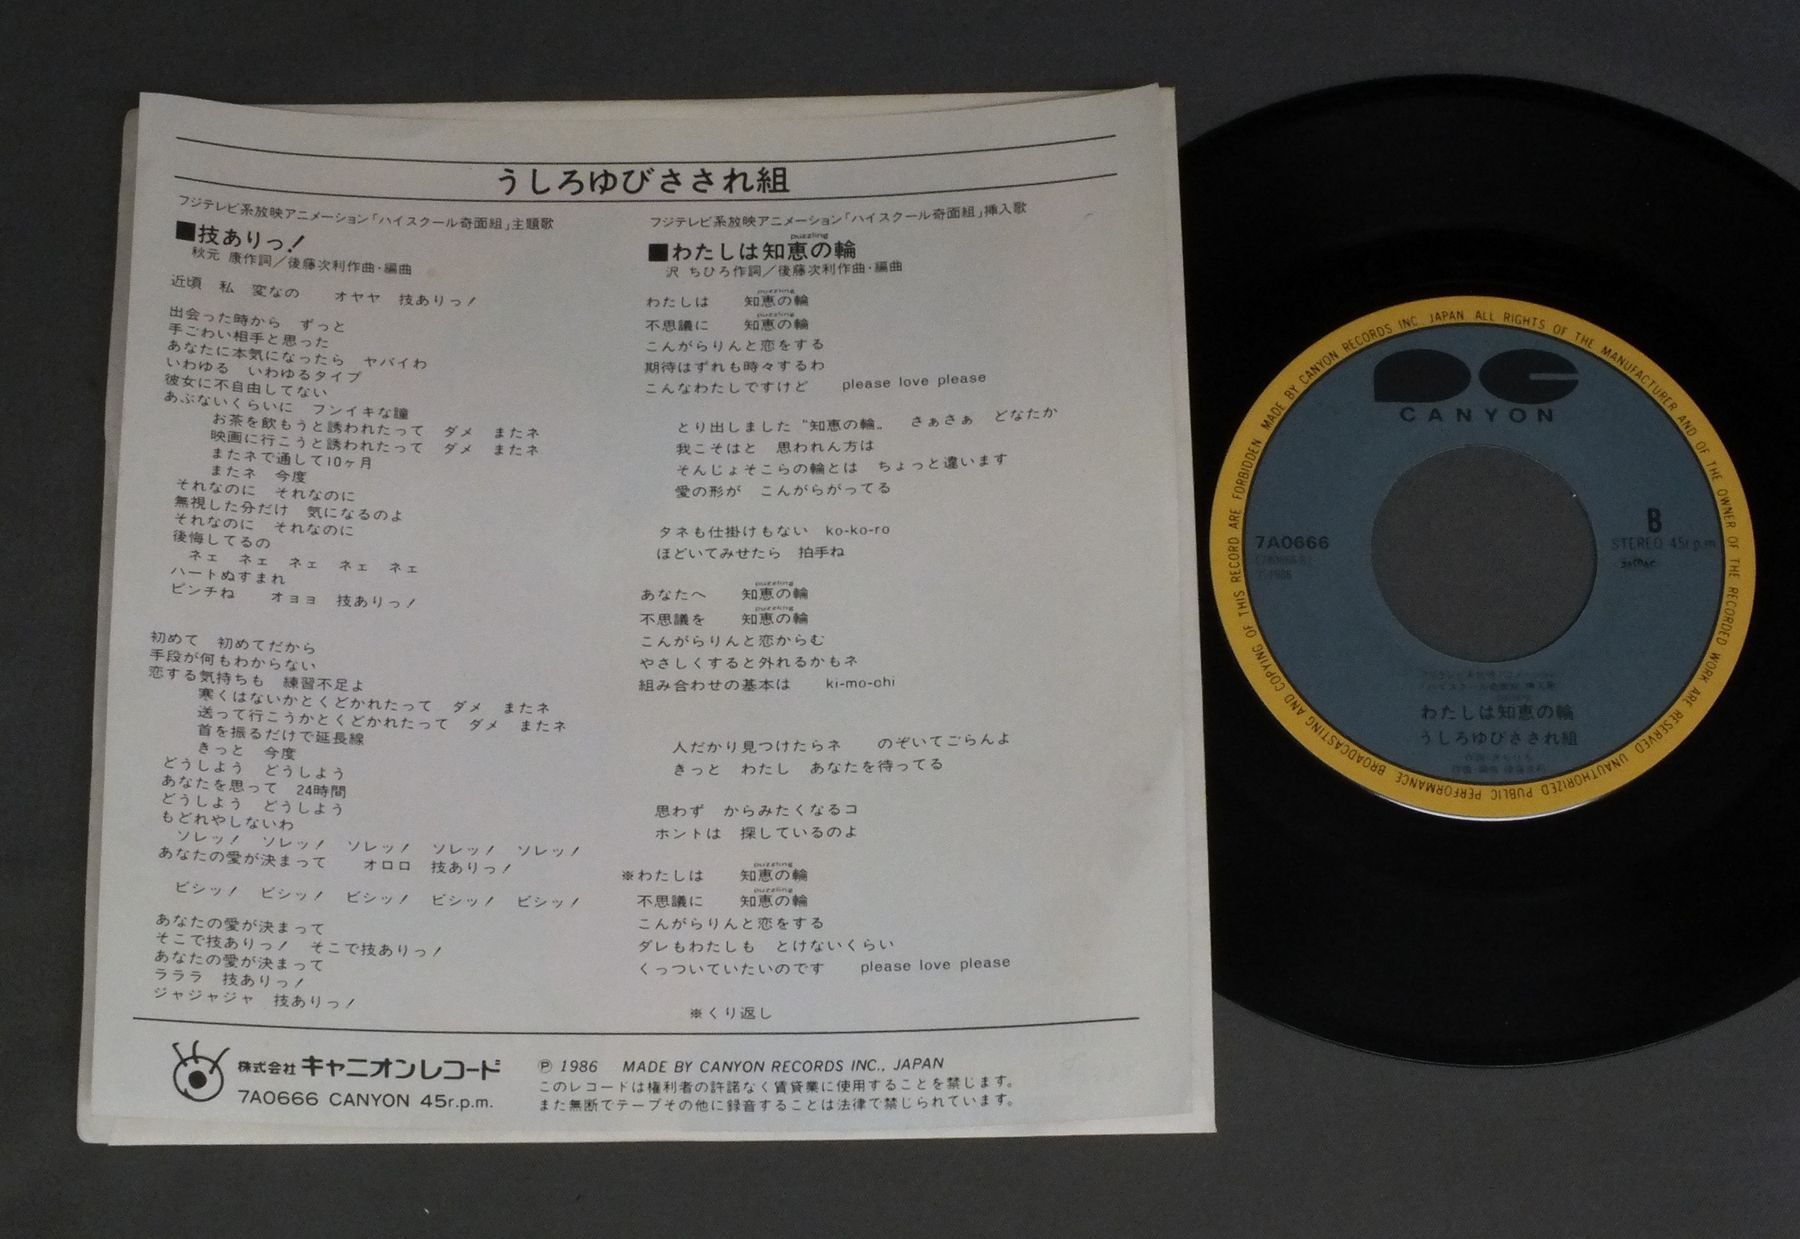 うしろゆびさされ組
フジテレビ系放映アニメーション「ハイスクール奇面組」主題歌
■技ありっ!
秋元 康作詞/後藤次利作曲・編曲
近頃 私 変なの オヤヤ 技ありっ!
出会った時から ずっと
手ごわい相手と思った
あなたに本気になったら ヤバイわ
いわゆる いわゆるタイプ
彼女に不自由してない
あぶないくらいに フンイキな瞳
お茶を飲もうと誘われたって ダメ またネ
映画に行こうと誘われたって ダメ またネ
またネで通して10ヶ月
またネ 今度
それなのに それなのに
無視した分だけ 気になるのよ
それなのに それなのに
後悔してるの
ネェ ネェ ネェ ネェ ネェ
ハートぬすまれ
ピンチね オョョ 技ありっ!
初めて 初めてだから
手段が何もわからない
恋する気持ちも 練習不足よ
寒くはないかとくどかれたって ダメ またネ
送って行こうかとくどかれたって ダメ またネ
首を振るだけで延長線
きっと 今度
どうしよう どうしよう
あなたを思って 24時間
どうしよう どうしよう
もどれやしないわ
ソレッ! ソレッ! ソレッ! ソレッ! ソレッ!
あなたの愛が決まって オロロ 技ありっ!
ビシッ! ビシッ! ビシッ! ビシッ! ビシッ!
あなたの愛が決まって
そこで技ありっ! そこで技ありっ!
あなたの愛が決まって
ラララ 技ありっ!
ジャジャジャ 技ありっ!
フジテレビ系放映アニメーション「ハイスクール奇面組」挿入歌
puzzling
■わたしは知恵の輪
沢 ちひろ作詞/後藤次利作曲・編曲
puzzling
わたしは 知恵の輪
puzzling
不思議に 知恵の輪
こんがらりんと恋をする
期待はずれも時々するわ
こんなわたしですけど please love please
とり出しました“知恵の輪„ さぁさぁ どなたか
我こそはと 思われん方は
そんじょそこらの輪とは ちょっと違います
愛の形が こんがらがってる
タネも仕掛けもない ko-ko-ro
ほどいてみせたら 拍手ね
puzzling
あなたへ 知恵の輪
puzzling
不思議を 知恵の輪
こんがらりんと恋からむ
やさしくすると外れるかもネ
組み合わせの基本は ki-mo-chi
人だかり見つけたらネ のぞいてごらんよ
きっと わたし あなたを待ってる
思わず からみたくなるコ
ホントは 探しているのよ
puzzling
※わたしは 知恵の輪
puzzling
不思議に 知恵の輪
こんがらりんと恋をする
ダレもわたしも とけないくらい
くっついていたいのです please love please
※くり返し
株式会社 キャニオンレコード
7A0666 CANYON 45r.p.m.
Ⓟ 1986 MADE BY CANYON RECORDS INC., JAPAN
このレコードは権利者の許諾なく賃貸業に使用することを禁じます。
また無断でテープその他に録音することは法律で禁じられています。
MADE BY CANYON RECORDS INC. JAPAN ALL RIGHTS OF THE MANUFACTURER AND OF THE OWNER OF THE RECORDED WORK ARE RESERVED UNAUTHORIZED PUBLIC PERFORMANCE BROADCASTING AND COPYING OF THIS RECORD ARE FORBIDDEN
CANYON
B
7A0666
STEREO 45r.p.m
わたしは知恵の輪
うしろゆびさされ組